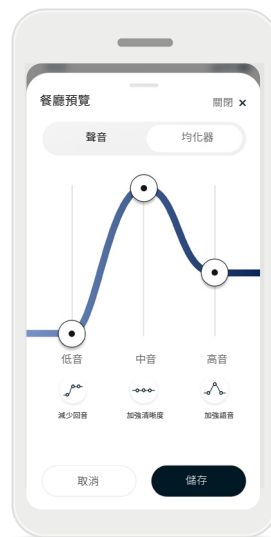 餐廳預覽
關閉 ×
聲音 均化器
低音 中音 高音
減少回音 加強清晰度 加強語音
取消 儲存